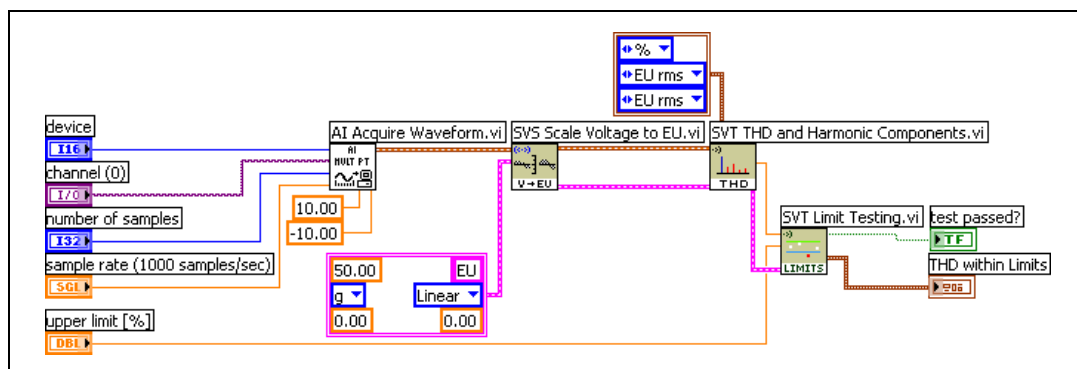 %
EU rms
EU rms
device
I16
channel (0)
I/O
number of samples
I32
sample rate (1000 samples/sec)
SGL
upper limit [%]
DBL
AI Acquire Waveform.vi
AI
MULT PT
10.00
-10.00
SVS Scale Voltage to EU.vi
V→EU
SVT THD and Harmonic Components.vi
THD
50.00
EU
g
Linear
0.00
0.00
SVT Limit Testing.vi
LIMITS
test passed?
TF
THD within Limits